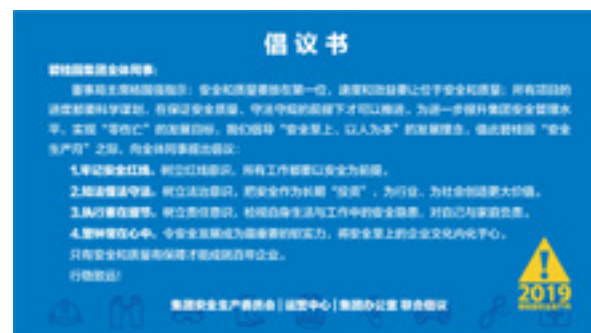 倡议书
碧桂园集团全体同事:
董事局主席杨国强指示：安全和质量要放在第一位，速度和效益要让位于安全和质量；所有项目的
进度都要科学谋划，在保证安全质量、守法守规的前提下才可以推进。为进一步提升集团安全管理水
平，实现“零伤亡”的发展目标，我们倡导“安全至上、以人为本”的发展理念，值此碧桂园“安全
生产月”之际，向全体同事提出倡议：
1.牢记安全红线。树立红线意识，所有工作都要以安全为前提。
2.知法懂法守法。树立法治意识，把安全作为长期“投资”，为行业、为社会创造更大价值。
3.执行重在细节。树立责任意识，检视自身生活与工作中的安全隐患，对自己与家庭负责。
4.警钟常在心中。令安全发展成为最重要的软实力，将安全至上的企业文化内化于心。
只有安全和质量有保障才能成就百年企业。
行稳致远！
集团安全生产委员会|运营中心|集团办公室 联合倡议
2019